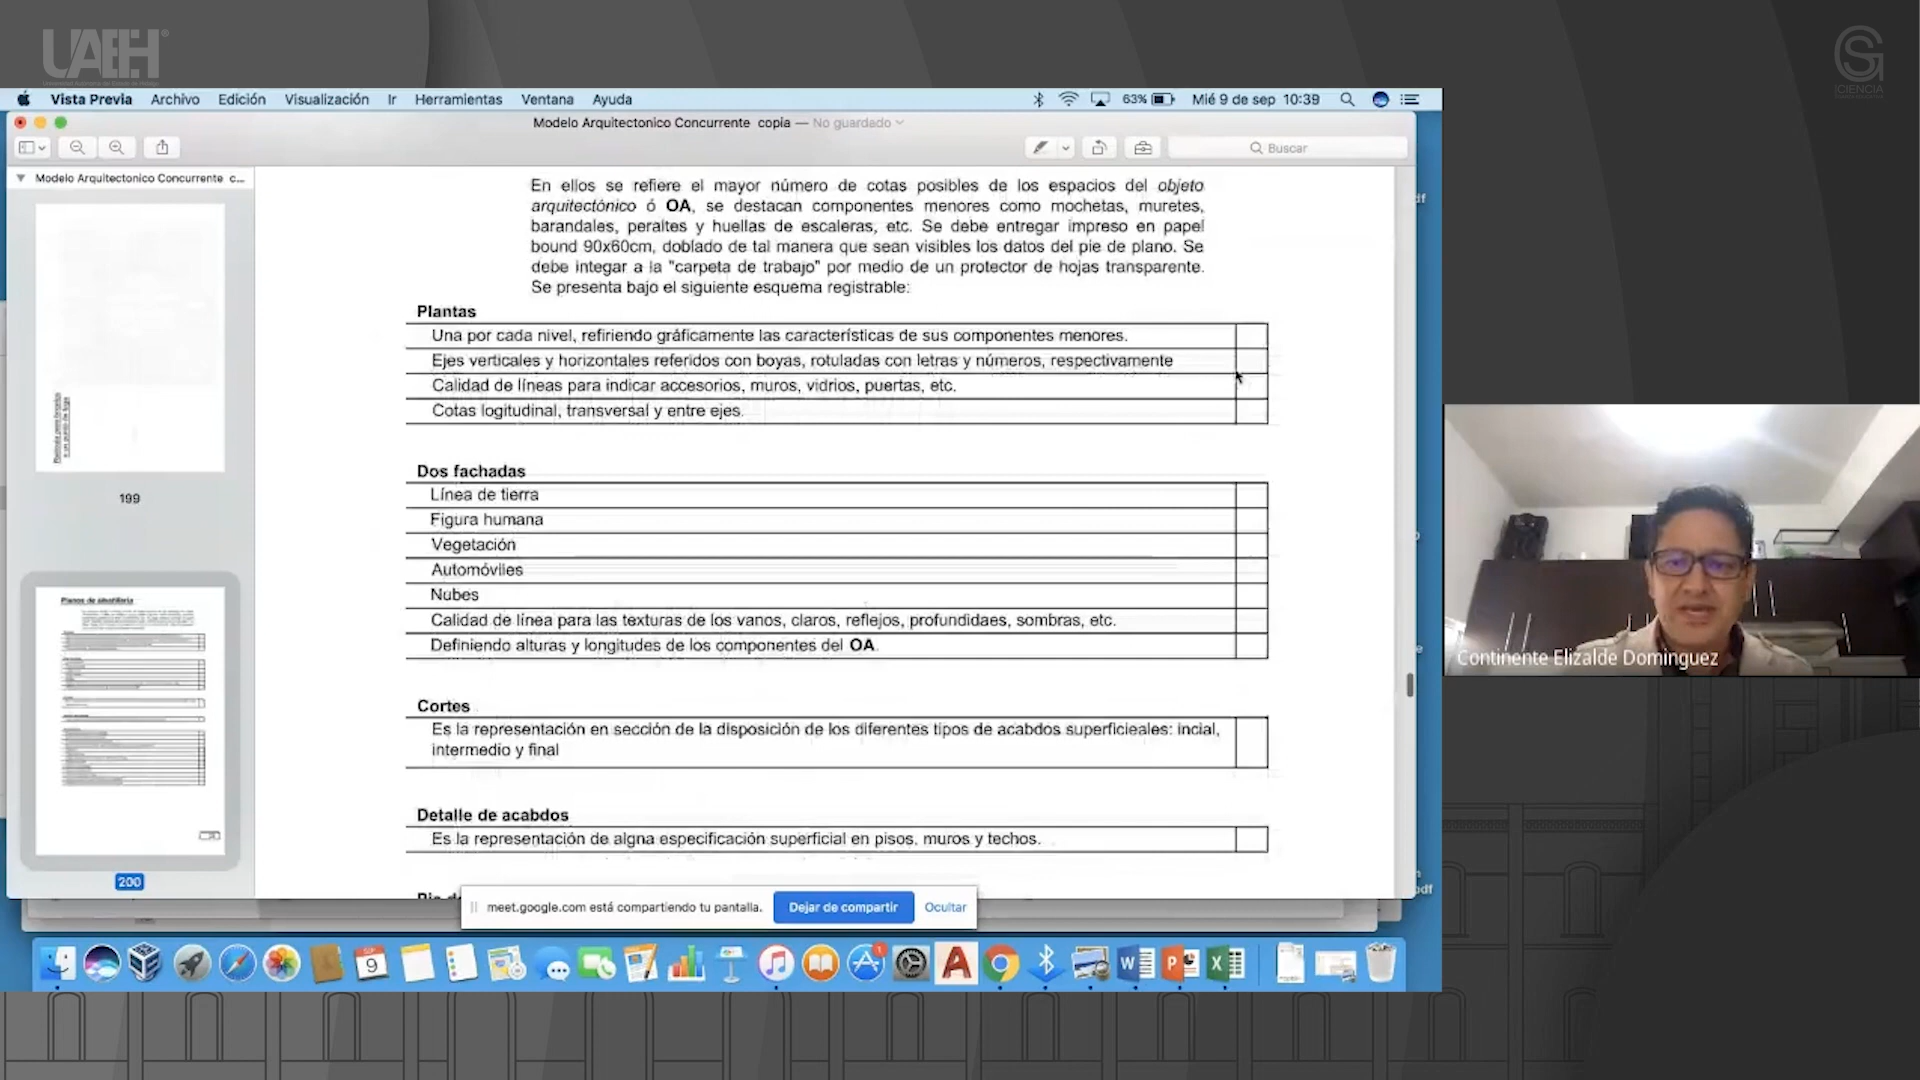 UAEH
CIENCIA
Vista Previa Archivo Edición Visualización Ir Herramientas Ventana Ayuda 63% Mié 9 de sep 10:39
Modelo Arquitectonico Concurrente copia — No guardado
Buscar
Modelo Arquitectonico Concurrente c...
En ellos se refiere el mayor número de cotas posibles de los espacios del objeto
arquitectónico ó OA, se destacan componentes menores como mochetas, muretes,
barandales, peraltes y huellas de escaleras, etc. Se debe entregar impreso en papel
bound 90x60cm, doblado de tal manera que sean visibles los datos del pie de plano. Se
debe integar a la "carpeta de trabajo" por medio de un protector de hojas transparente.
Se presenta bajo el siguiente esquema registrable:
Plantas
Una por cada nivel, refiriendo gráficamente las características de sus componentes menores.
Ejes verticales y horizontales referidos con boyas, rotuladas con letras y números, respectivamente
Calidad de líneas para indicar accesorios, muros, vidrios, puertas, etc.
Cotas logitudinal, transversal y entre ejes.
Dos fachadas
Línea de tierra
Figura humana
Vegetación
Automóviles
Nubes
Calidad de línea para las texturas de los vanos, claros, reflejos, profundidaes, sombras, etc.
Definiendo alturas y longitudes de los componentes del OA.
Cortes
Es la representación en sección de la disposición de los diferentes tipos de acabdos superficieales: incial,
intermedio y final
Detalle de acabdos
Es la representación de algna especificación superficial en pisos, muros y techos.
199
Planos de albañilería
200
meet.google.com está compartiendo tu pantalla. Dejar de compartir Ocultar
SEP
9
1
Continente Elizalde Domínguez